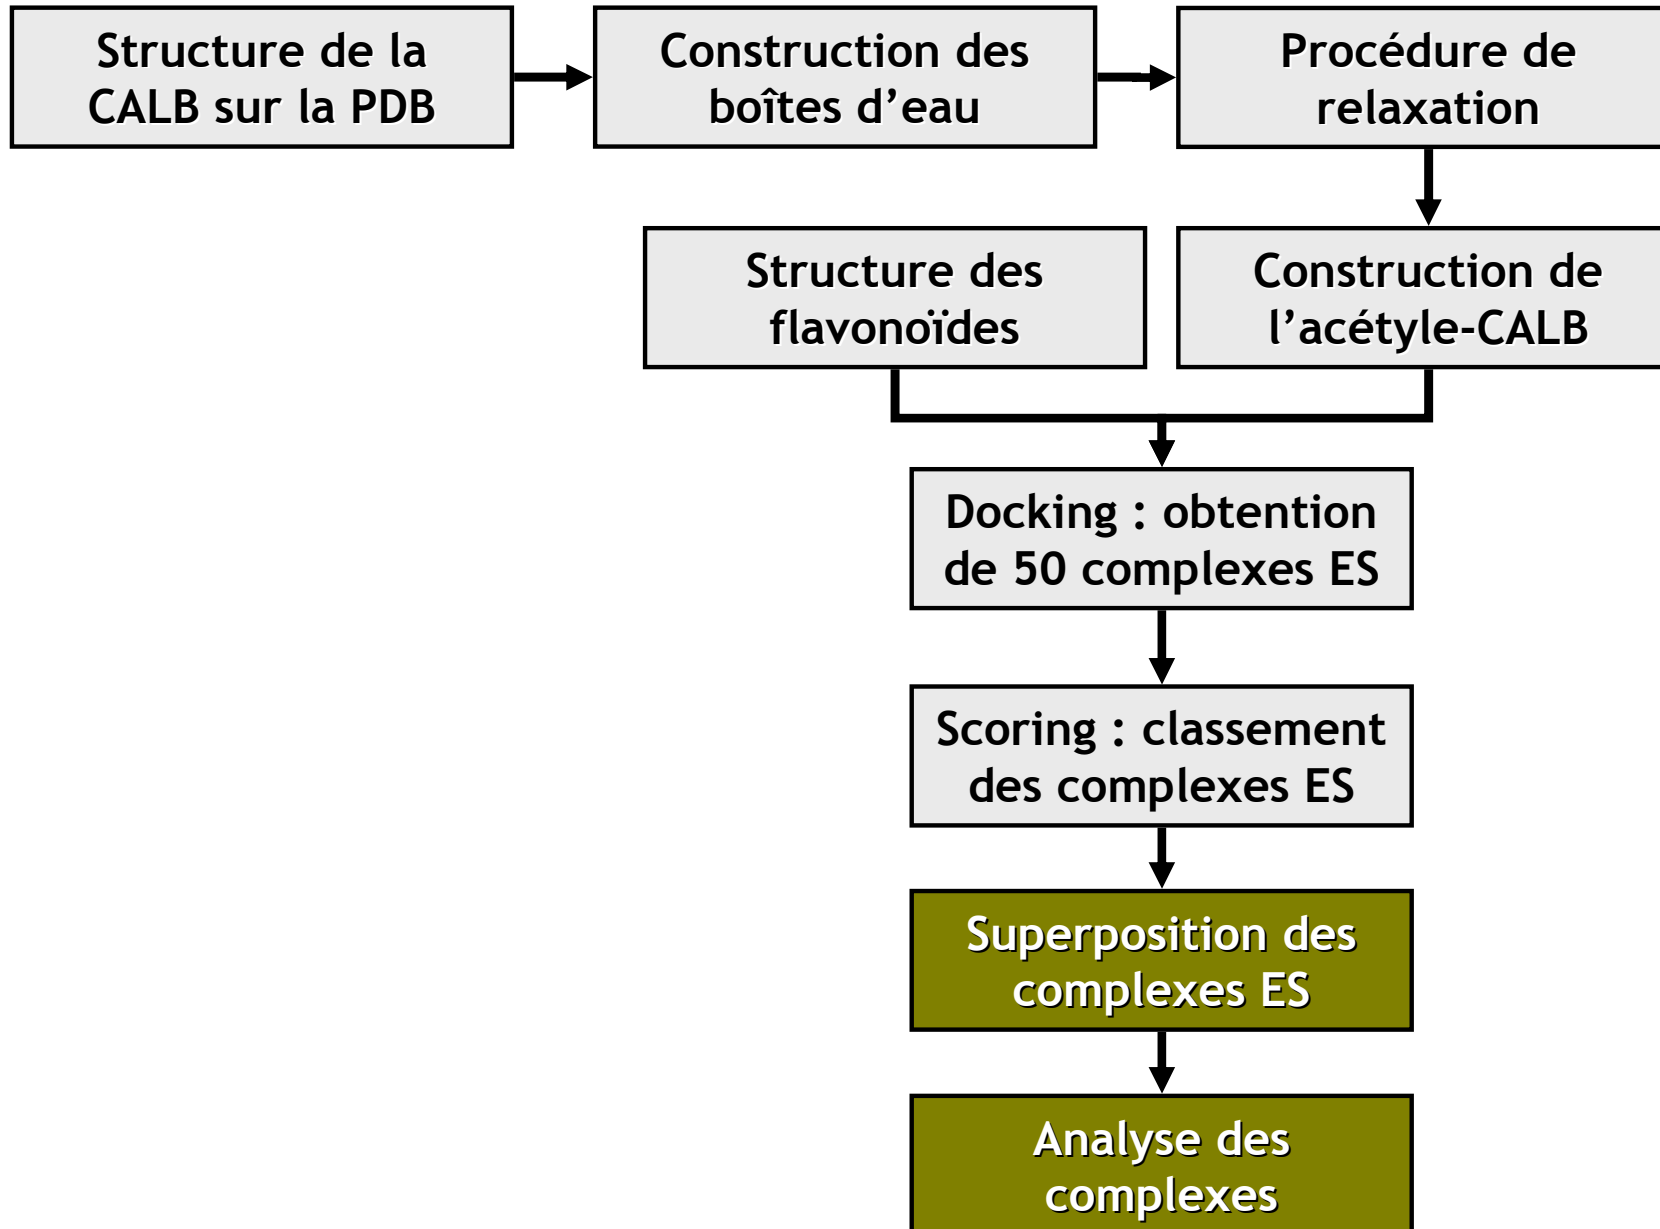 Structure de la
CALB sur la PDB
Construction des
boîtes d’eau
Procédure de
relaxation
Structure des
flavonoïdes
Construction de
l’acétyle-CALB
Docking : obtention
de 50 complexes ES
Scoring : classement
des complexes ES
Superposition des
complexes ES
Analyse des
complexes